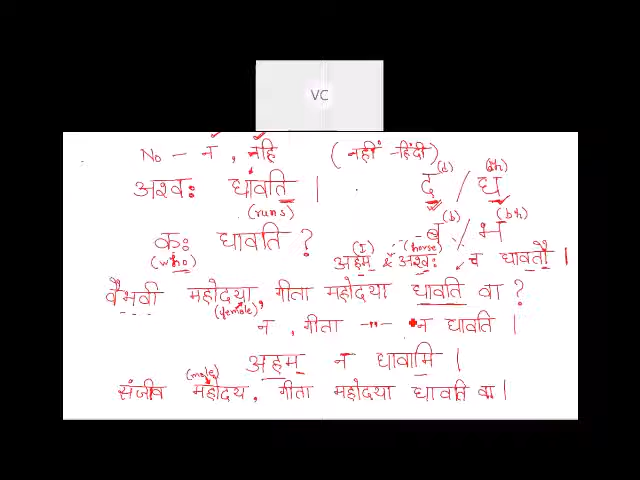 VC
No - न , नहि (नहीं - हिंदी)
अश्वः धावति | द (d) / ध (dh)
(runs)
कः धावति ? ब (b) / भ (bh)
(who) अहम् (I) & अश्वः (horse) च धावतौ |
वैभवी महोदया, गीता महोदया धावति वा ?
(female)
न , गीता -"- न धावति |
अहम् न धावामि |
(male)
संजीव महोदय, गीता महोदया धावति वा |